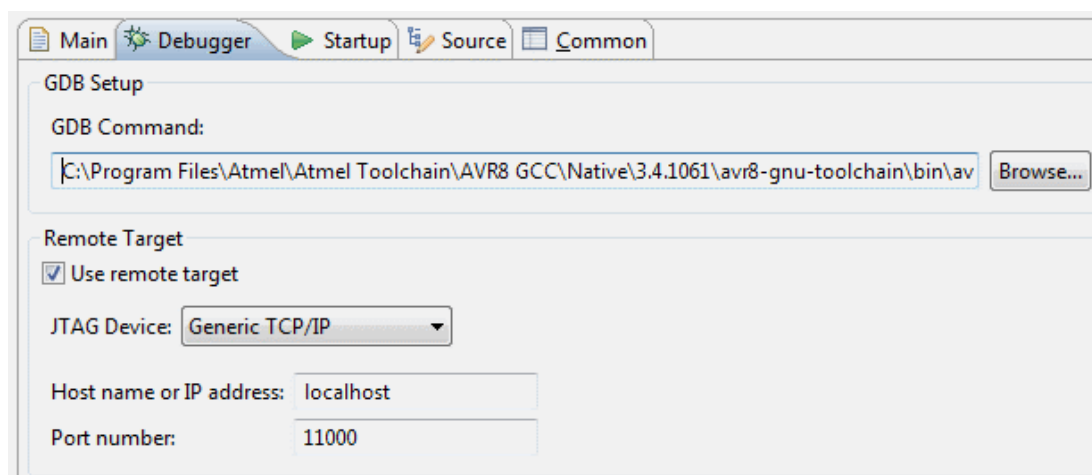 Main Debugger Startup Source Common
GDB Setup
GDB Command:
C:\Program Files\Atmel\Atmel Toolchain\AVR8 GCC\Native\3.4.1061\avr8-gnu-toolchain\bin\av Browse...
Remote Target
Use remote target
JTAG Device: Generic TCP/IP
Host name or IP address: localhost
Port number: 11000